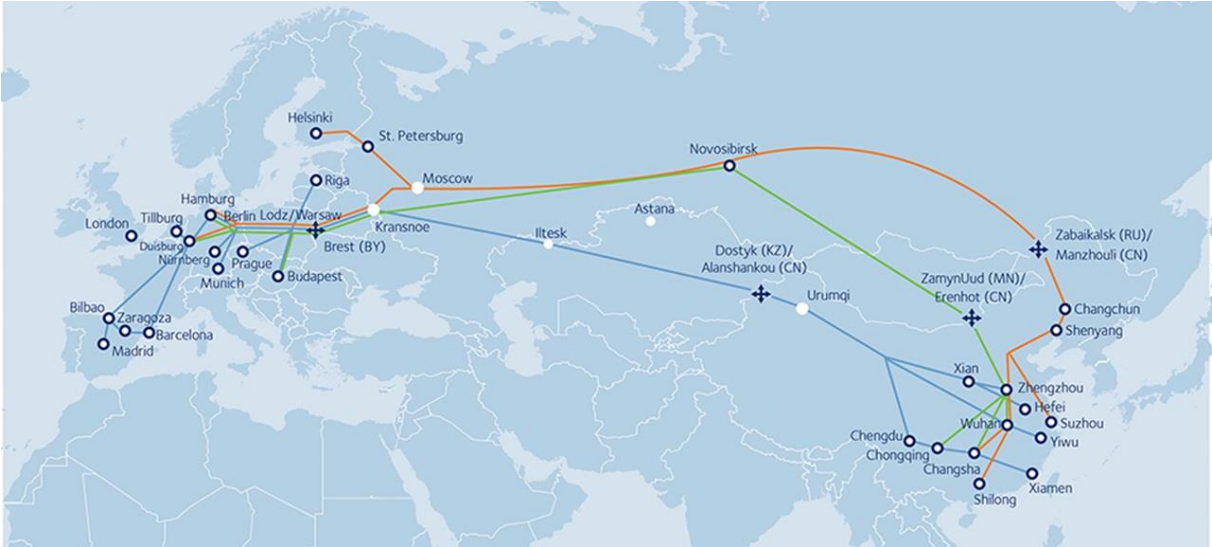 Helsinki
St. Petersburg
Novosibirsk
Riga
Moscow
Hamburg
Berlin
Lodz/Warsaw
Tillburg
London
Kransnoe
Astana
Iltesk
Zabaikalsk (RU)/
Manzhouli (CN)
Duisburg
Brest (BY)
Nürnberg
Prague
Munich
Budapest
Dostyk (KZ)/
Alanshankou (CN)
ZamynUud (MN)/
Erenhot (CN)
Urumqi
Bilbao
Zaragoza
Barcelona
Madrid
Changchun
Shenyang
Xian
Zhengzhou
Hefei
Wuhan
Suzhou
Yiwu
Chengdu
Chongqing
Changsha
Xiamen
Shilong